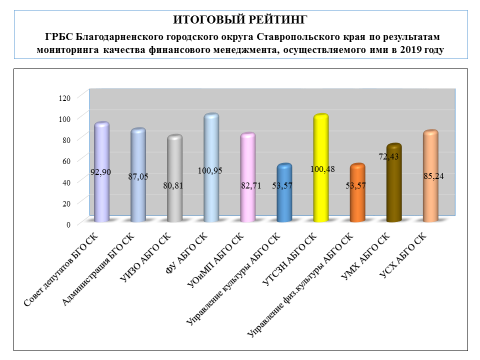 ИТОГОВЫЙ РЕЙТИНГ
ГРБС Благодарненского городского округа Ставропольского края по результатам
мониторинга качества финансового менеджмента, осуществляемого ими в 2019 году
120
100
80
60
40
20
0
92,90
87,05
80,81
100,95
82,71
53,57
100,48
53,57
72,43
85,24
Совет депутатов БГО СК
Администрация БГО СК
УИЗО АБГО СК
ФУ АБГО СК
УОиМП АБГО СК
Управление культуры АБГО СК
УТСЗН АБГО СК
Управление физ.культуры АБГО СК
УМХ АБГО СК
УСХ АБГО СК